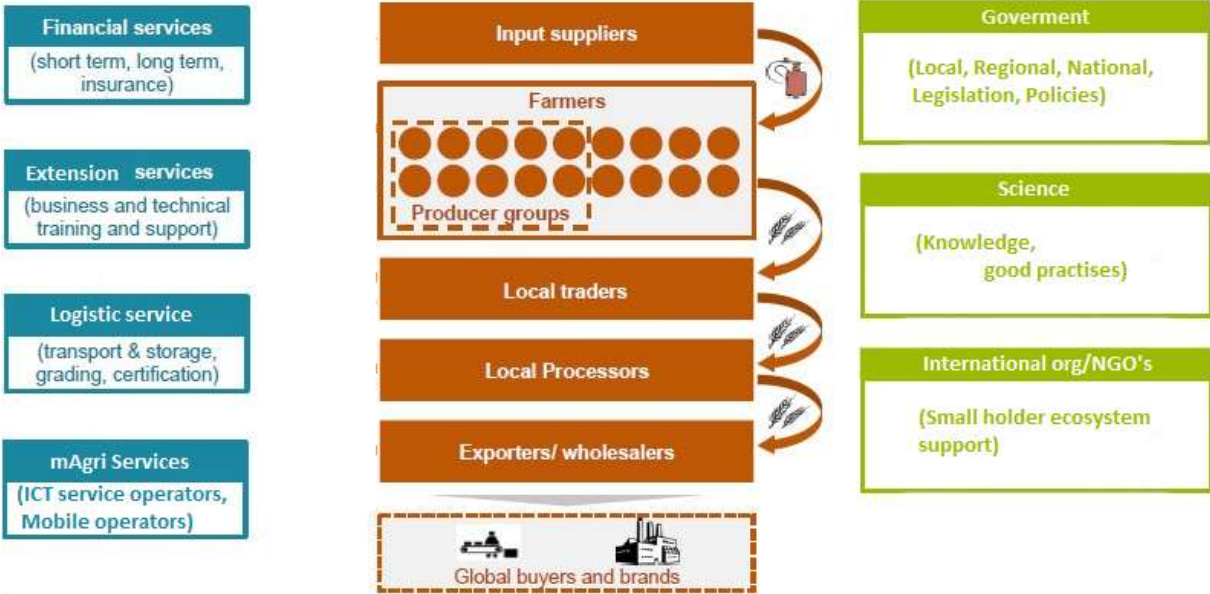 Financial services
(short term, long term,
insurance)
Extension services
(business and technical
training and support)
Logistic service
(transport & storage,
grading, certification)
mAgri Services
(ICT service operators,
Mobile operators)
Input suppliers
Farmers
Producer groups
Local traders
Local Processors
Exporters/ wholesalers
Global buyers and brands
Goverment
(Local, Regional, National,
Legislation, Policies)
Science
(Knowledge,
good practises)
International org/NGO's
(Small holder ecosystem
support)